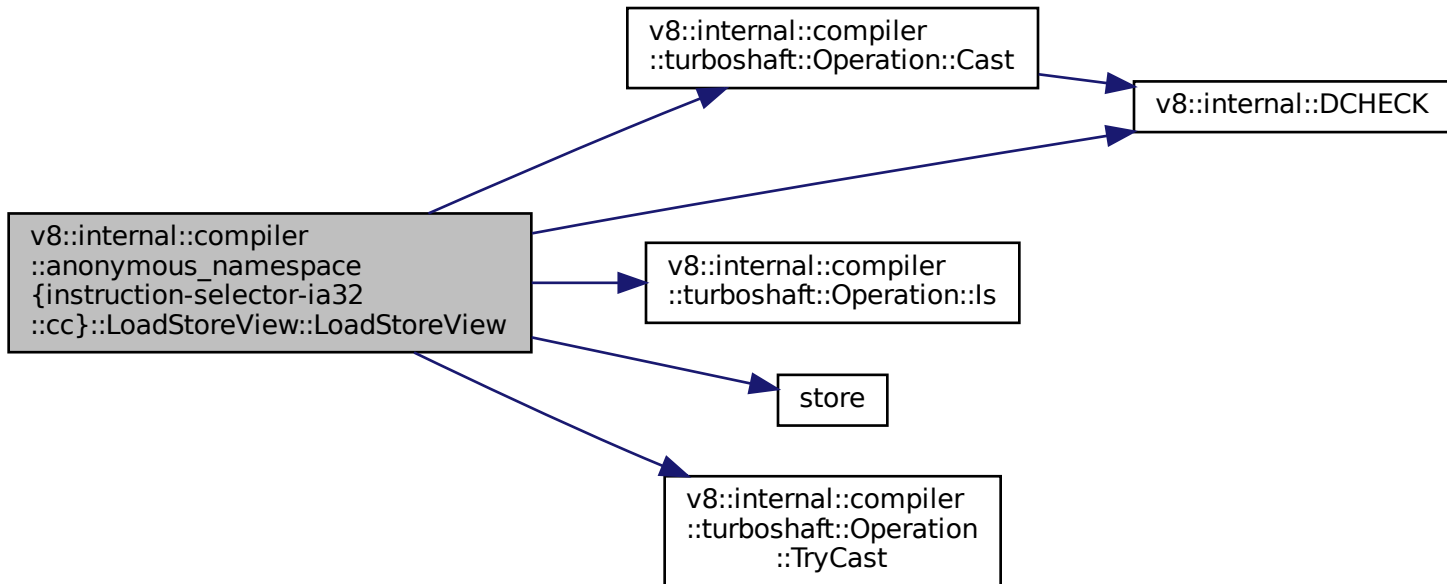 v8::internal::compiler
::turboshaft::Operation::Cast
v8::internal::DCHECK
v8::internal::compiler
::anonymous_namespace
{instruction-selector-ia32
::cc}::LoadStoreView::LoadStoreView
v8::internal::compiler
::turboshaft::Operation::Is
store
v8::internal::compiler
::turboshaft::Operation
::TryCast